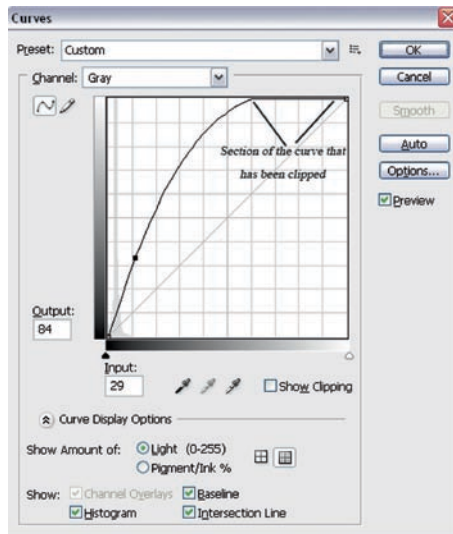 Curves
Preset: Custom
OK
Channel: Gray
Cancel
Smooth
Auto
Options...
Preview
Section of the curve that
has been clipped
Output:
84
Input:
29
Show Clipping
Curve Display Options
Show Amount of: Light (0-255)
Pigment/Ink %
Show: Channel Overlays Baseline
Histogram Intersection Line